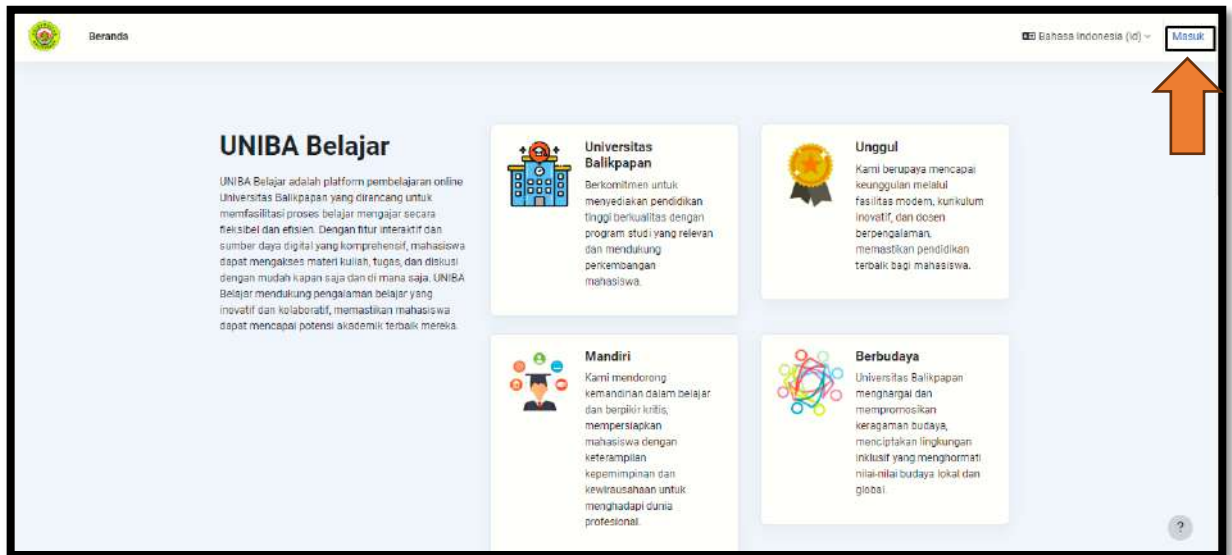 Beranda
Bahasa Indonesia (id)
Masuk
UNIBA Belajar
UNIBA Belajar adalah platform pembelajaran online
Universitas Balikpapan yang dirancang untuk
memfasilitasi proses belajar mengajar secara
fleksibel dan efisien. Dengan fitur interaktif dan
sumber daya digital yang komprehensif, mahasiswa
dapat mengakses materi kuliah, tugas, dan diskusi
dengan mudah kapan saja dan di mana saja. UNIBA
Belajar mendukung pengalaman belajar yang
inovatif dan kolaboratif, memastikan mahasiswa
dapat mencapai potensi akademik terbaik mereka.
Universitas
Balikpapan
Berkomitmen untuk
menyediakan pendidikan
tinggi berkualitas dengan
program studi yang relevan
dan mendukung
perkembangan
mahasiswa.
Unggul
Kami berupaya mencapai
keunggulan melalui
fasilitas modern, kurikulum
inovatif, dan dosen
berpengalaman,
memastikan pendidikan
terbaik bagi mahasiswa.
Mandiri
Kami mendorong
kemandirian dalam belajar
dan berpikir kritis,
mempersiapkan
mahasiswa dengan
keterampilan
kepemimpinan dan
kewirausahaan untuk
menghadapi dunia
profesional.
Berbudaya
Universitas Balikpapan
menghargai dan
mempromosikan
keragaman budaya,
menciptakan lingkungan
inklusif yang menghormati
nilai-nilai budaya lokal dan
global.
?